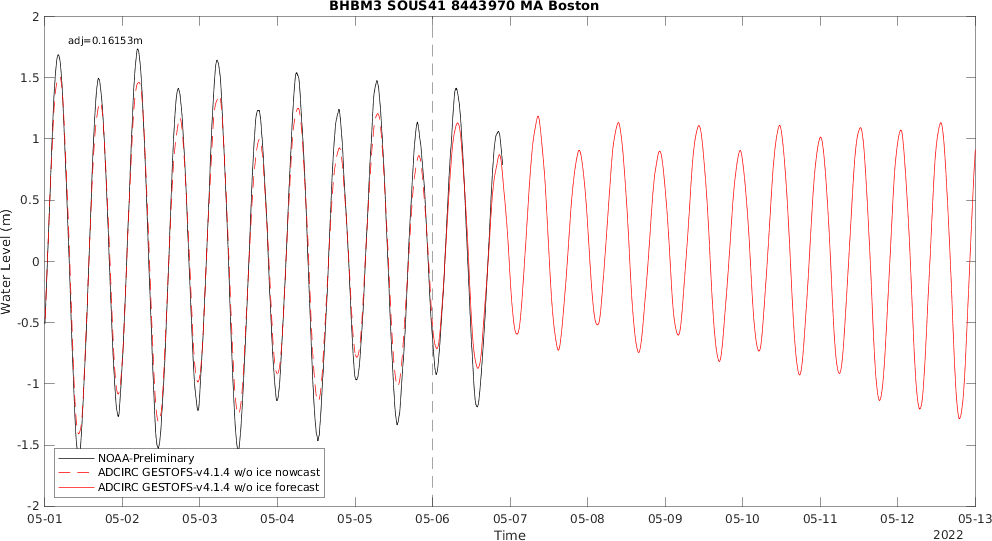 BHBM3 SOUS41 8443970 MA Boston
adj=0.16153m
2
1.5
1
0.5
0
-0.5
-1
-1.5
-2
Water Level (m)
NOAA-Preliminary
ADCIRC GESTOFS-v4.1.4 w/o ice nowcast
ADCIRC GESTOFS-v4.1.4 w/o ice forecast
05-01 05-02 05-03 05-04 05-05 05-06 05-07 05-08 05-09 05-10 05-11 05-12 05-13
Time
2022